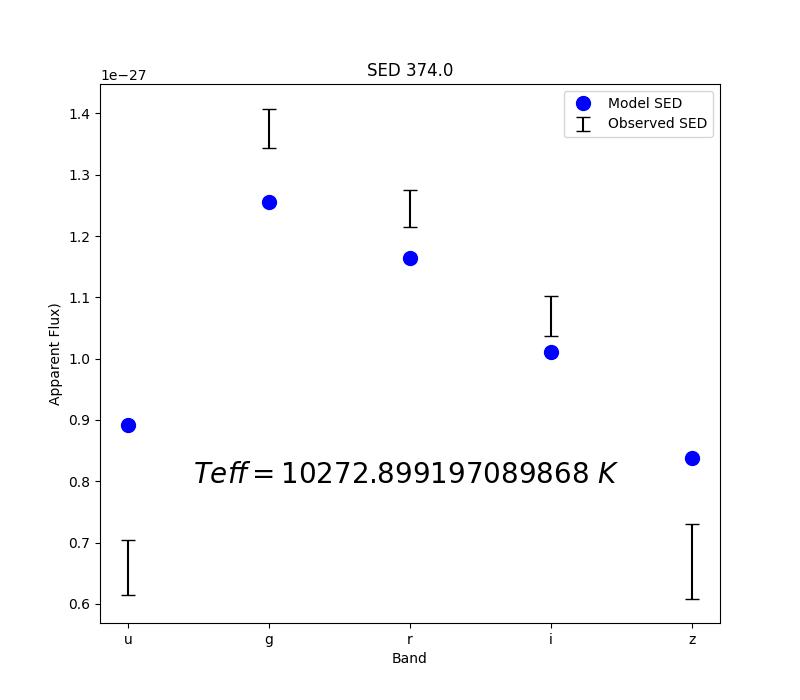 SED 374.0
1e−27
Model SED
Observed SED
1.4
1.3
1.2
1.1
1.0
0.9
0.8
0.7
0.6
Apparent Flux)
Teff = 10272.899197089868 K
u g r i z
Band